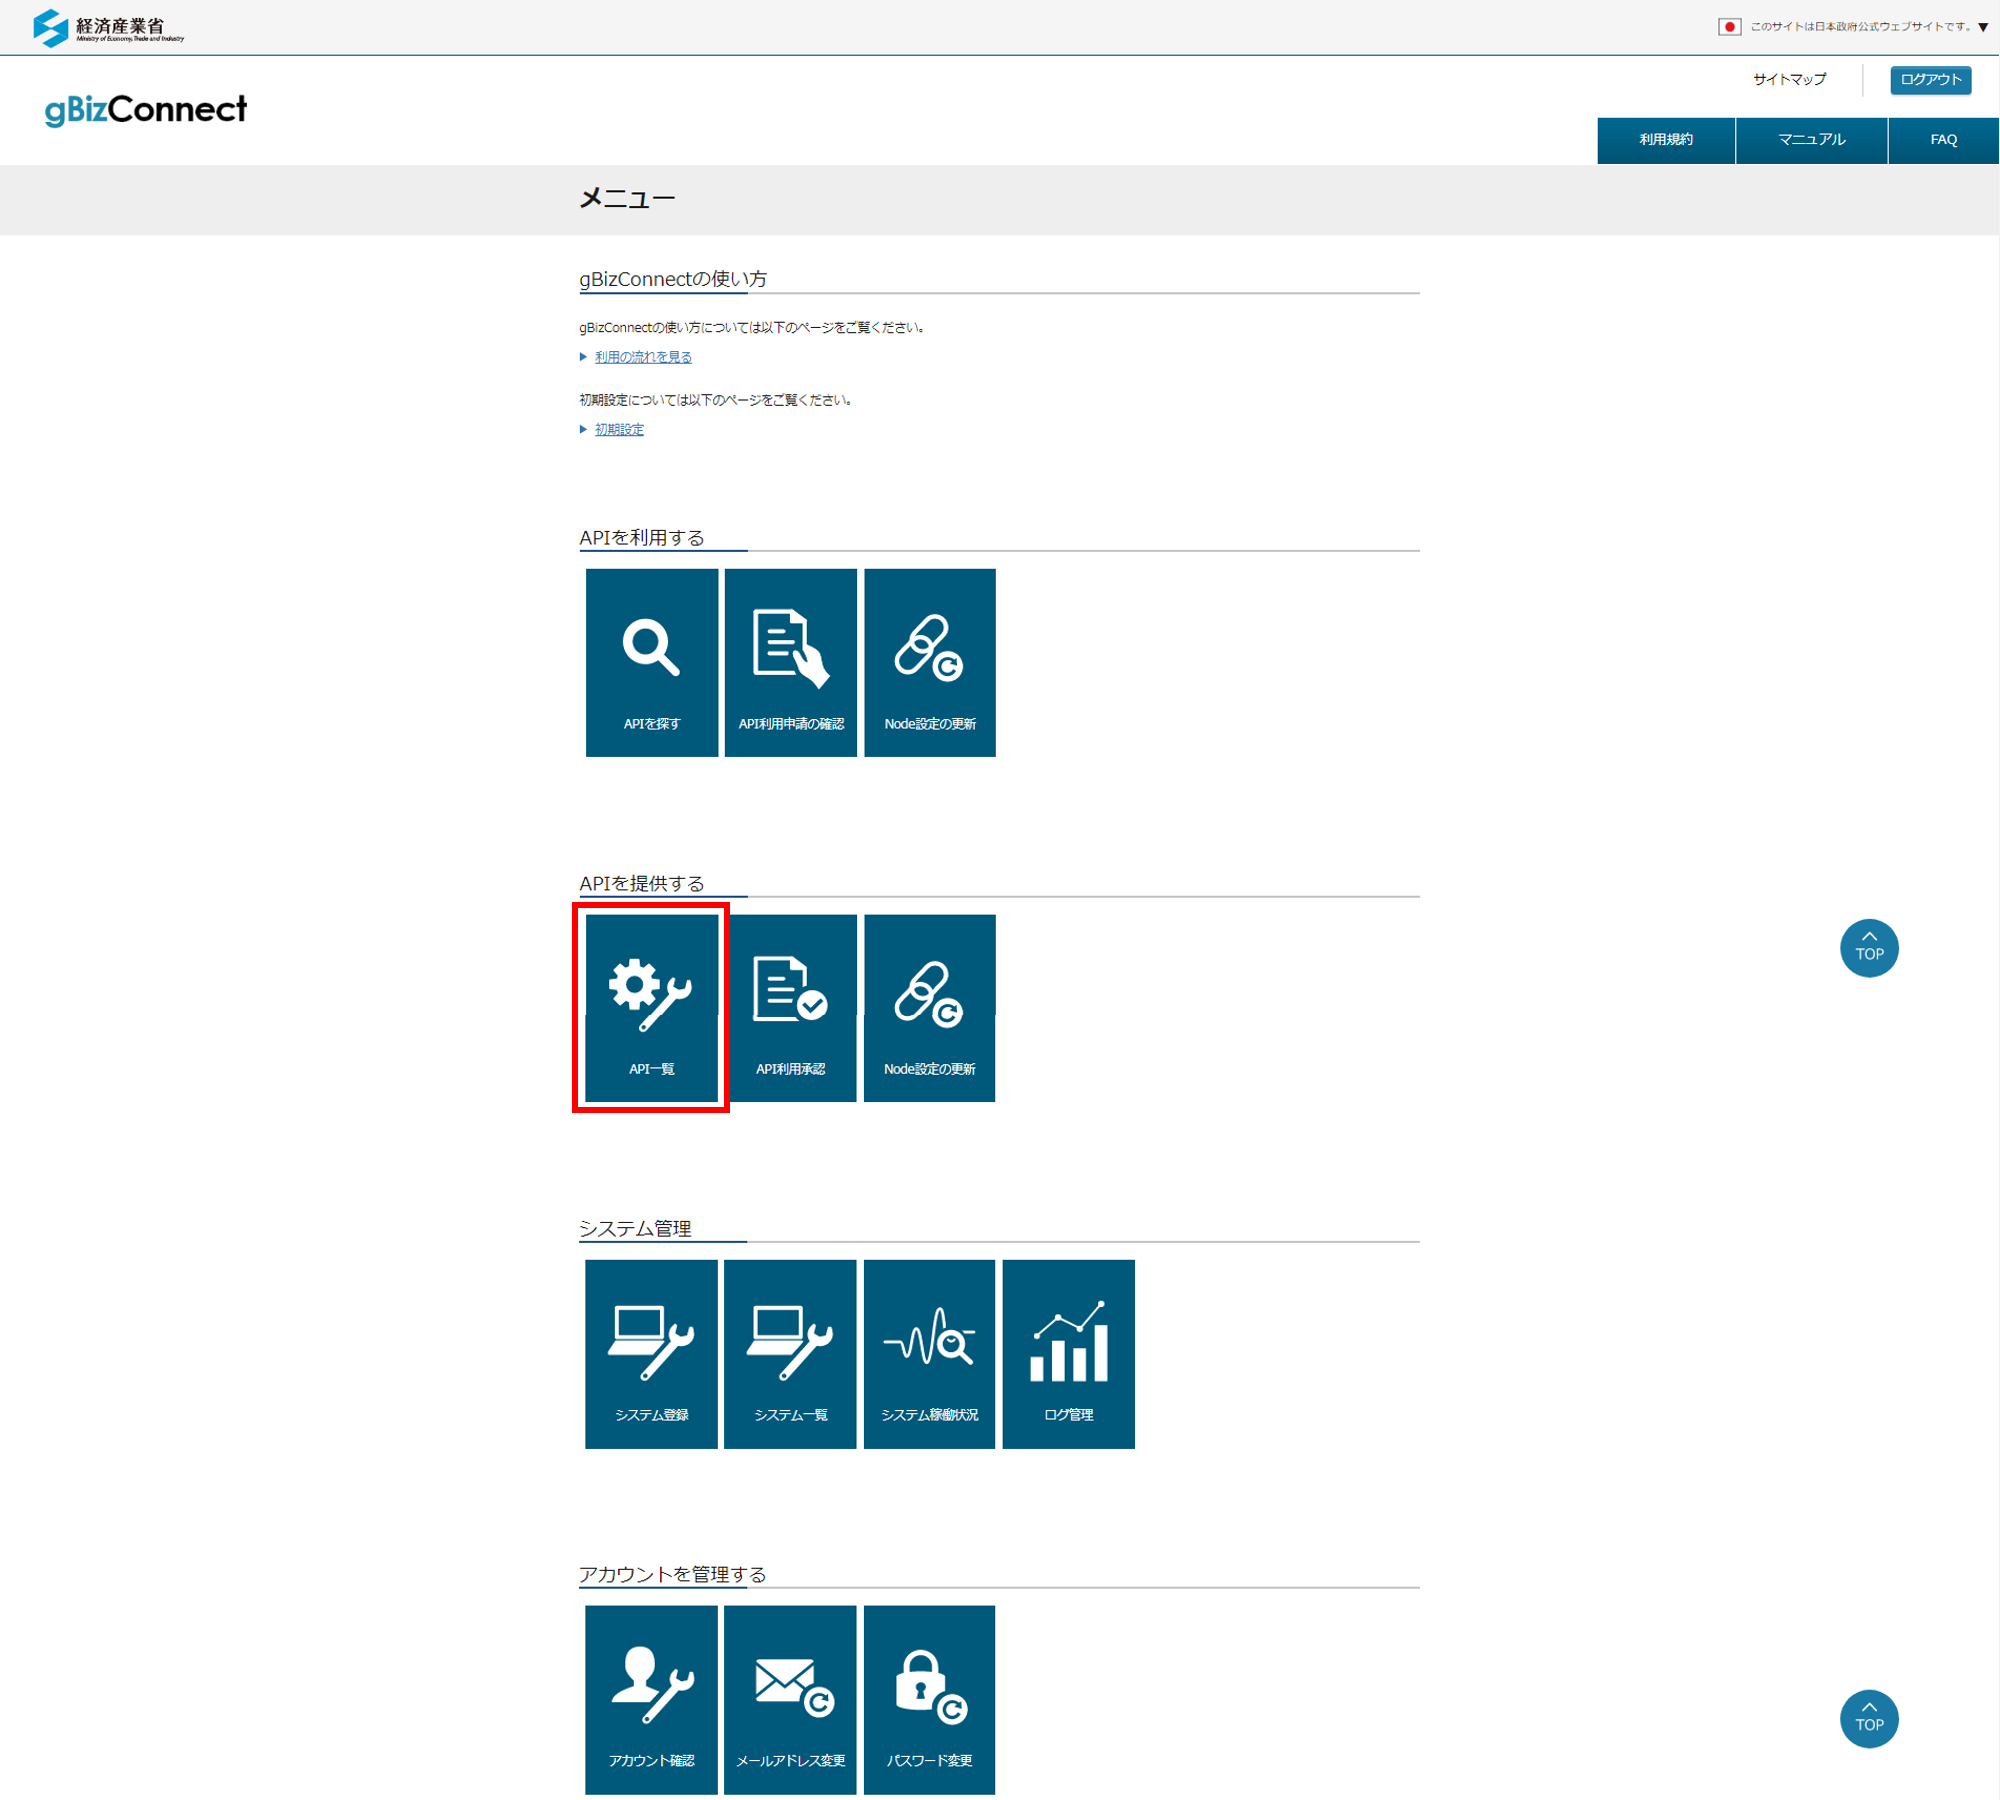 経済産業省
Ministry of Economy, Trade and Industry
このサイトは日本政府公式ウェブサイトです。▼
gBizConnect
サイトマップ
ログアウト
利用規約
マニュアル
FAQ
メニュー
gBizConnectの使い方
gBizConnectの使い方については以下のページをご覧ください。
利用の流れを見る
初期設定については以下のページをご覧ください。
初期設定
APIを利用する
APIを探す
API利用申請の確認
Node設定の更新
APIを提供する
API一覧
API利用承認
Node設定の更新
TOP
システム管理
システム登録
システム一覧
システム稼働状況
ログ管理
アカウントを管理する
アカウント確認
メールアドレス変更
パスワード変更
TOP